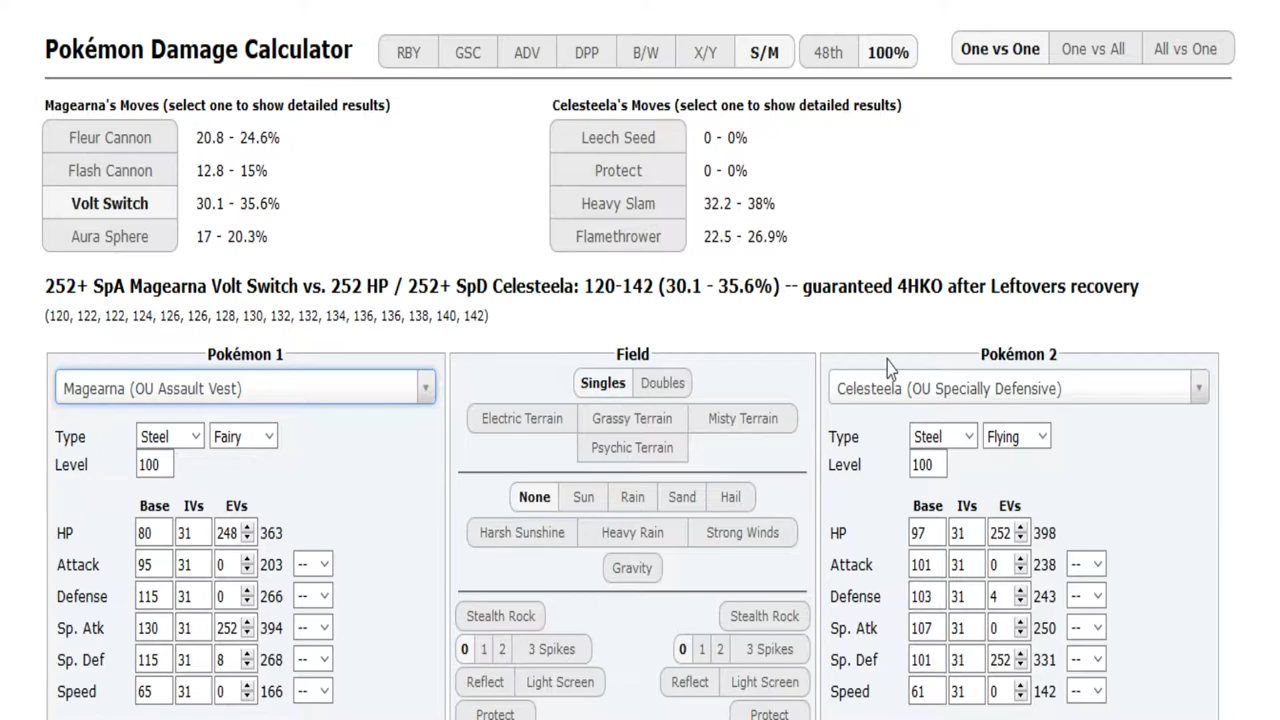 Pokémon Damage Calculator RBY GSC ADV DPP B/W X/Y S/M 48th 100% One vs One One vs All All vs One
Magearna's Moves (select one to show detailed results) Celesteela's Moves (select one to show detailed results)
Fleur Cannon 20.8 - 24.6% Leech Seed 0 - 0%
Flash Cannon 12.8 - 15% Protect 0 - 0%
Volt Switch 30.1 - 35.6% Heavy Slam 32.2 - 38%
Aura Sphere 17 - 20.3% Flamethrower 22.5 - 26.9%
252+ SpA Magearna Volt Switch vs. 252 HP / 252+ SpD Celesteela: 120-142 (30.1 - 35.6%) -- guaranteed 4HKO after Leftovers recovery
(120, 122, 122, 124, 126, 126, 128, 130, 132, 132, 134, 136, 136, 138, 140, 142)
Pokémon 1
Magearna (OU Assault Vest)
Type Steel Fairy
Level 100
Base IVs EVs
HP 80 31 248 363
Attack 95 31 0 203 --
Defense 115 31 0 266 --
Sp. Atk 130 31 252 394 --
Sp. Def 115 31 8 268 --
Speed 65 31 0 166 --
Field
Singles Doubles
Electric Terrain Grassy Terrain Misty Terrain
Psychic Terrain
None Sun Rain Sand Hail
Harsh Sunshine Heavy Rain Strong Winds
Gravity
Stealth Rock Stealth Rock
0 1 2 3 Spikes 0 1 2 3 Spikes
Reflect Light Screen Reflect Light Screen
Protect Protect
Pokémon 2
Celesteela (OU Specially Defensive)
Type Steel Flying
Level 100
Base IVs EVs
HP 97 31 252 398
Attack 101 31 0 238 --
Defense 103 31 4 243 --
Sp. Atk 107 31 0 250 --
Sp. Def 101 31 252 331 --
Speed 61 31 0 142 --